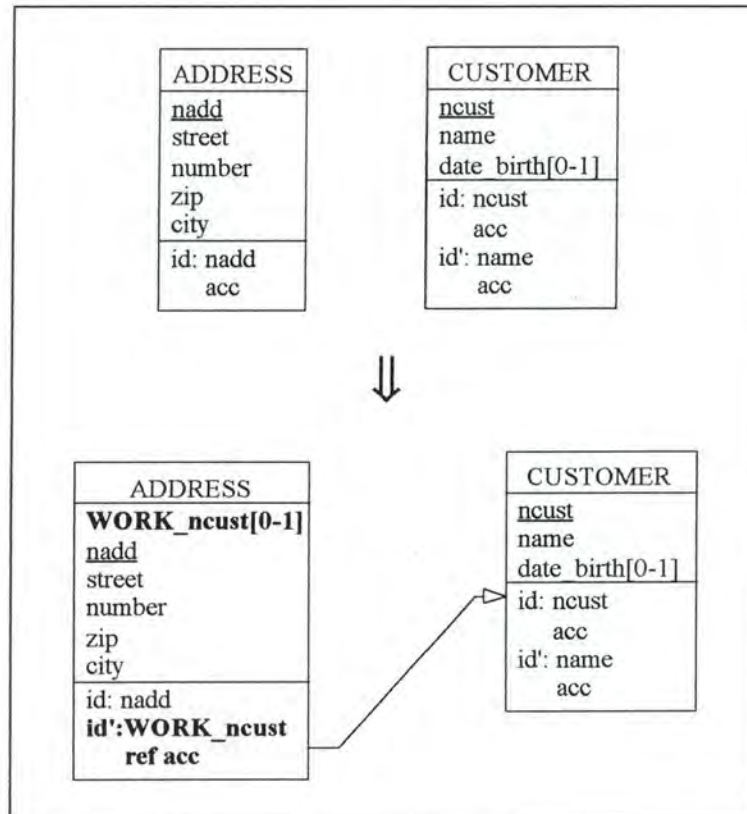 ADDRESS
nadd
street
number
zip
city
id: nadd
acc
CUSTOMER
ncust
name
date_birth[0-1]
id: ncust
acc
id': name
acc
⇓
ADDRESS
WORK_ncust[0-1]
nadd
street
number
zip
city
id: nadd
id':WORK_ncust
ref acc
CUSTOMER
ncust
name
date_birth[0-1]
id: ncust
acc
id': name
acc